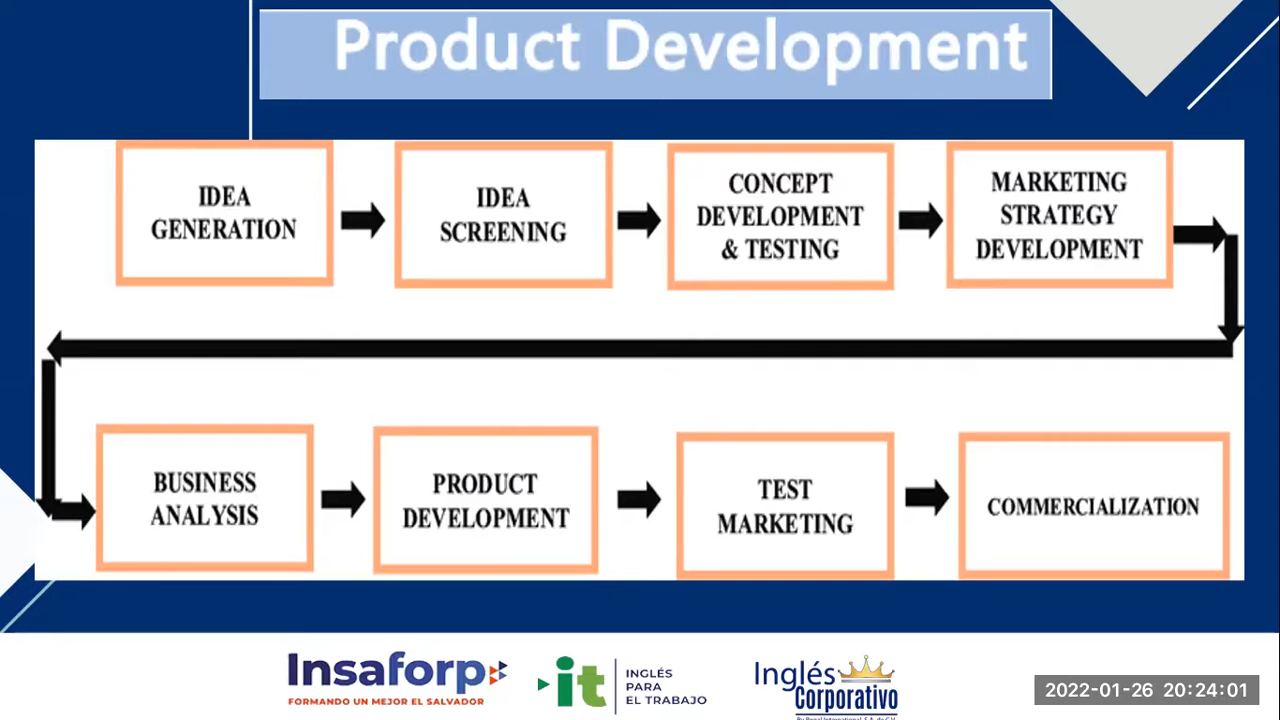 Product Development
IDEA
GENERATION
IDEA
SCREENING
CONCEPT
DEVELOPMENT
& TESTING
MARKETING
STRATEGY
DEVELOPMENT
BUSINESS
ANALYSIS
PRODUCT
DEVELOPMENT
TEST
MARKETING
COMMERCIALIZATION
Insaforp
FORMANDO UN MEJOR EL SALVADOR
it
INGLÉS
PARA
EL TRABAJO
Inglés
Corporativo
2022-01-26 20:24:01